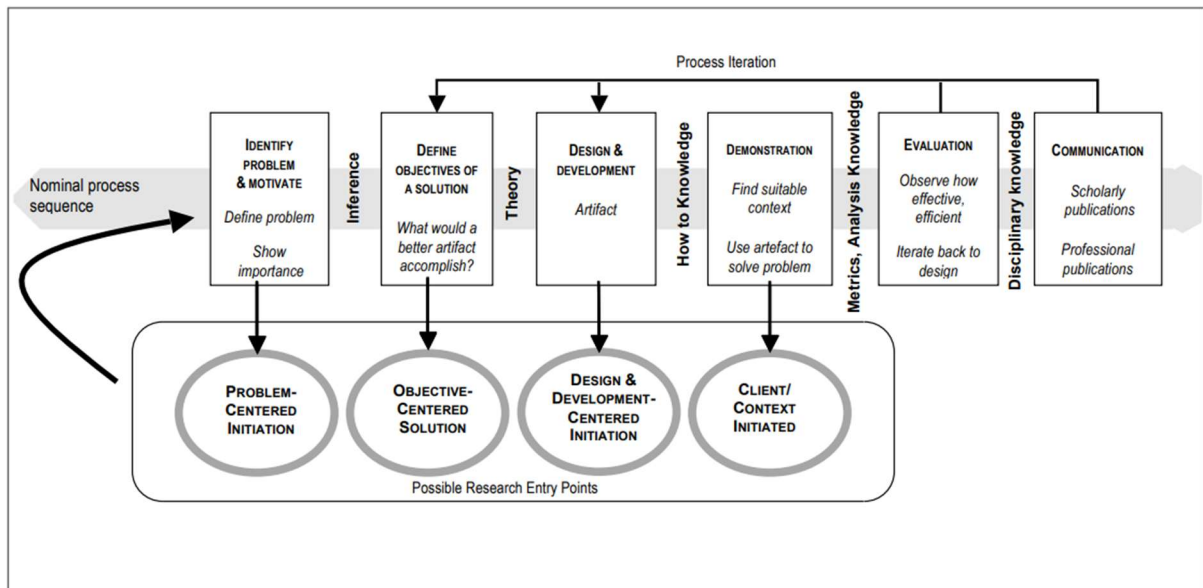 Process Iteration
Nominal process
sequence
IDENTIFY
PROBLEM
& MOTIVATE
Define problem
Show
importance
Inference
DEFINE
OBJECTIVES OF
A SOLUTION
What would a
better artifact
accomplish?
Theory
DESIGN &
DEVELOPMENT
Artifact
How to Knowledge
DEMONSTRATION
Find suitable
context
Use artefact to
solve problem
Metrics, Analysis Knowledge
EVALUATION
Observe how
effective,
efficient
Iterate back to
design
Disciplinary knowledge
COMMUNICATION
Scholarly
publications
Professional
publications
PROBLEM-
CENTERED
INITIATION
OBJECTIVE-
CENTERED
SOLUTION
DESIGN &
DEVELOPMENT-
CENTERED
INITIATION
CLIENT/
CONTEXT
INITIATED
Possible Research Entry Points